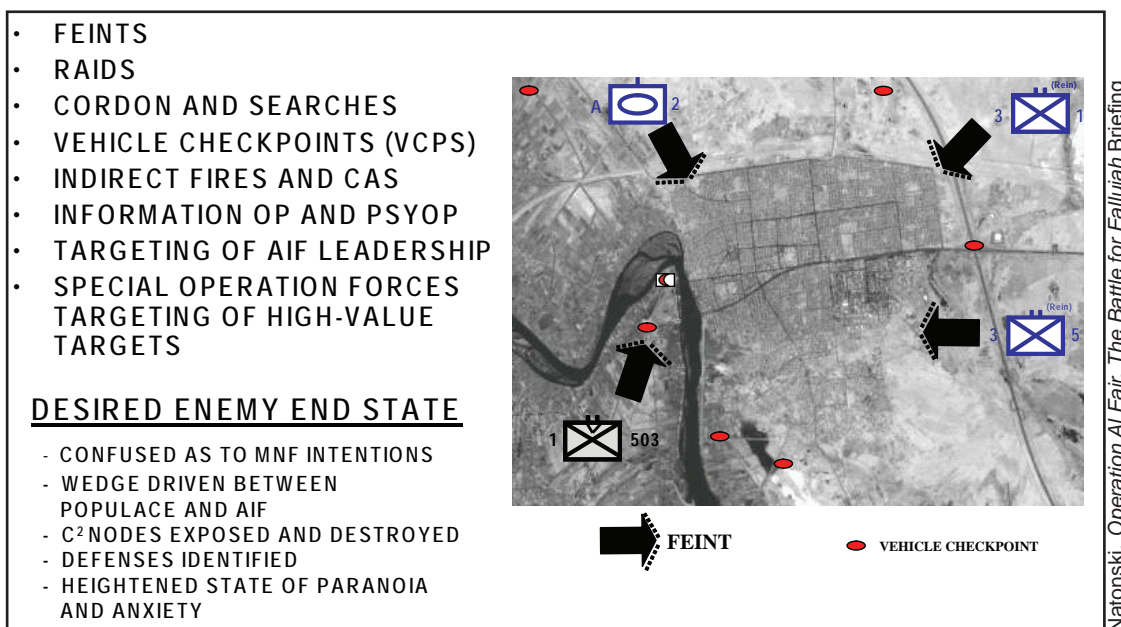 • FEINTS
• RAIDS
• CORDON AND SEARCHES
• VEHICLE CHECKPOINTS (VCPS)
• INDIRECT FIRES AND CAS
• INFORMATION OP AND PSYOP
• TARGETING OF AIF LEADERSHIP
• SPECIAL OPERATION FORCES
TARGETING OF HIGH-VALUE
TARGETS
DESIRED ENEMY END STATE
- CONFUSED AS TO MNF INTENTIONS
- WEDGE DRIVEN BETWEEN
POPULACE AND AIF
- C² NODES EXPOSED AND DESTROYED
- DEFENSES IDENTIFIED
- HEIGHTENED STATE OF PARANOIA
AND ANXIETY
A 2
(Rein)
3 1
(Rein)
3 5
1 503
FEINT
VEHICLE CHECKPOINT
Natonski, Operation Al Fajr, The Battle for Fallujah Briefing